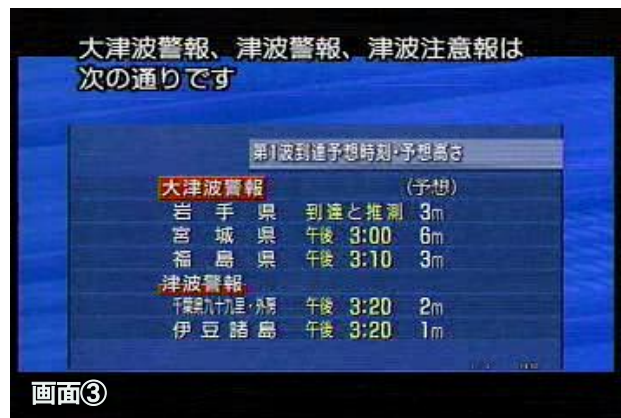 大津波警報、津波警報、津波注意報は
次の通りです
第1波到達予想時刻・予想高さ
大津波警報 (予想)
岩手県 到達と推測 3m
宮城県 午後 3:00 6m
福島県 午後 3:10 3m
津波警報
千葉県九十九里・外房 午後 3:20 2m
伊豆諸島 午後 3:20 1m
画面③